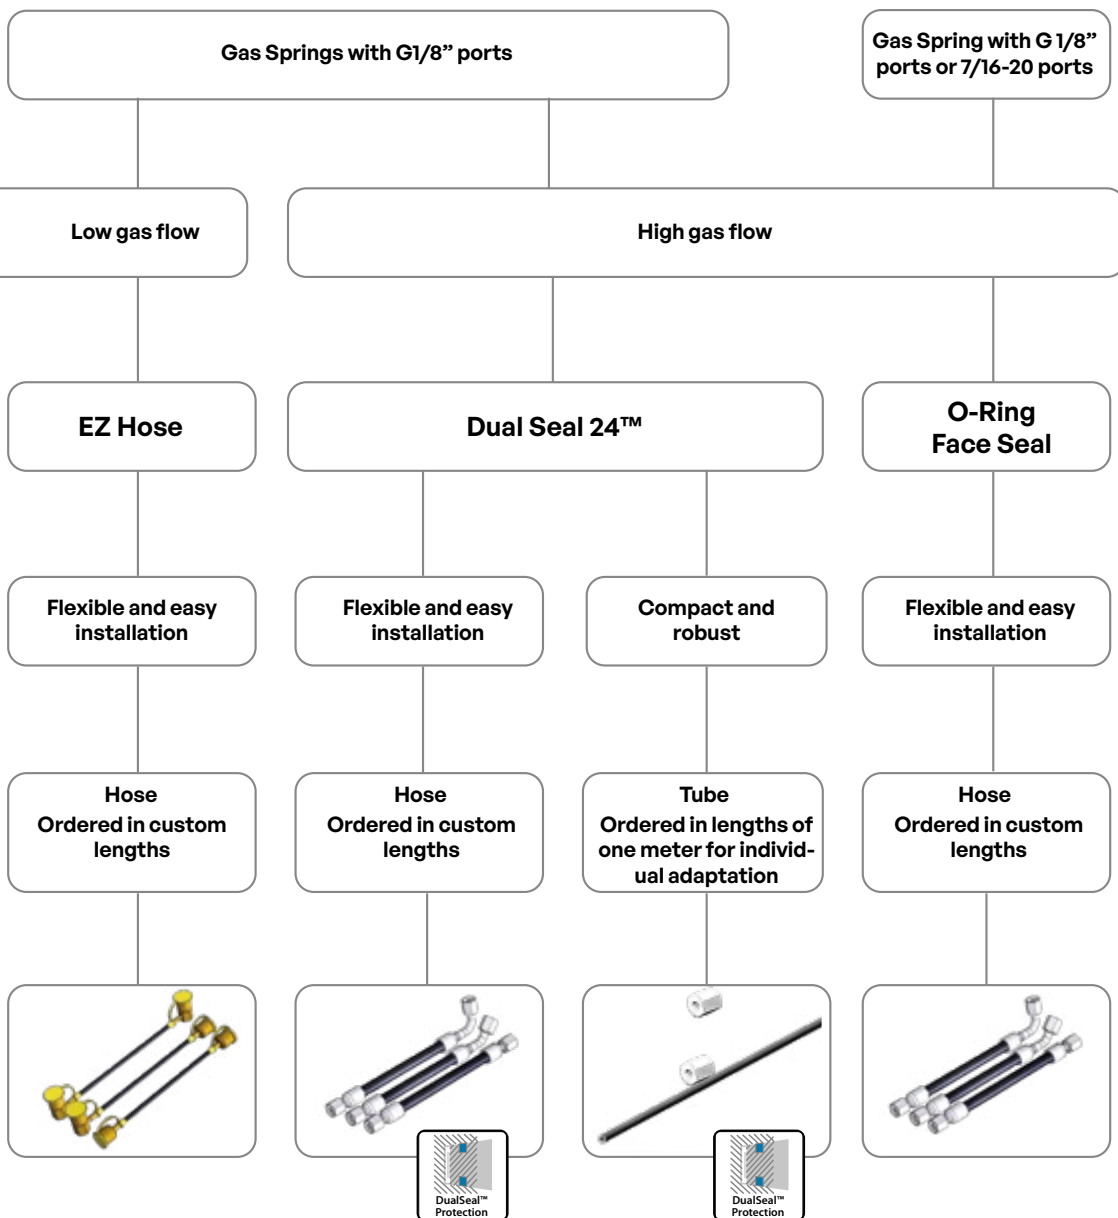 Gas Springs with G1/8” ports
Gas Spring with G 1/8”
ports or 7/16-20 ports
Low gas flow
High gas flow
EZ Hose
Dual Seal 24™
O-Ring
Face Seal
Flexible and easy
installation
Flexible and easy
installation
Compact and
robust
Flexible and easy
installation
Hose
Ordered in custom
lengths
Hose
Ordered in custom
lengths
Tube
Ordered in lengths of
one meter for individ-
ual adaptation
Hose
Ordered in custom
lengths
DualSeal™
Protection
DualSeal™
Protection